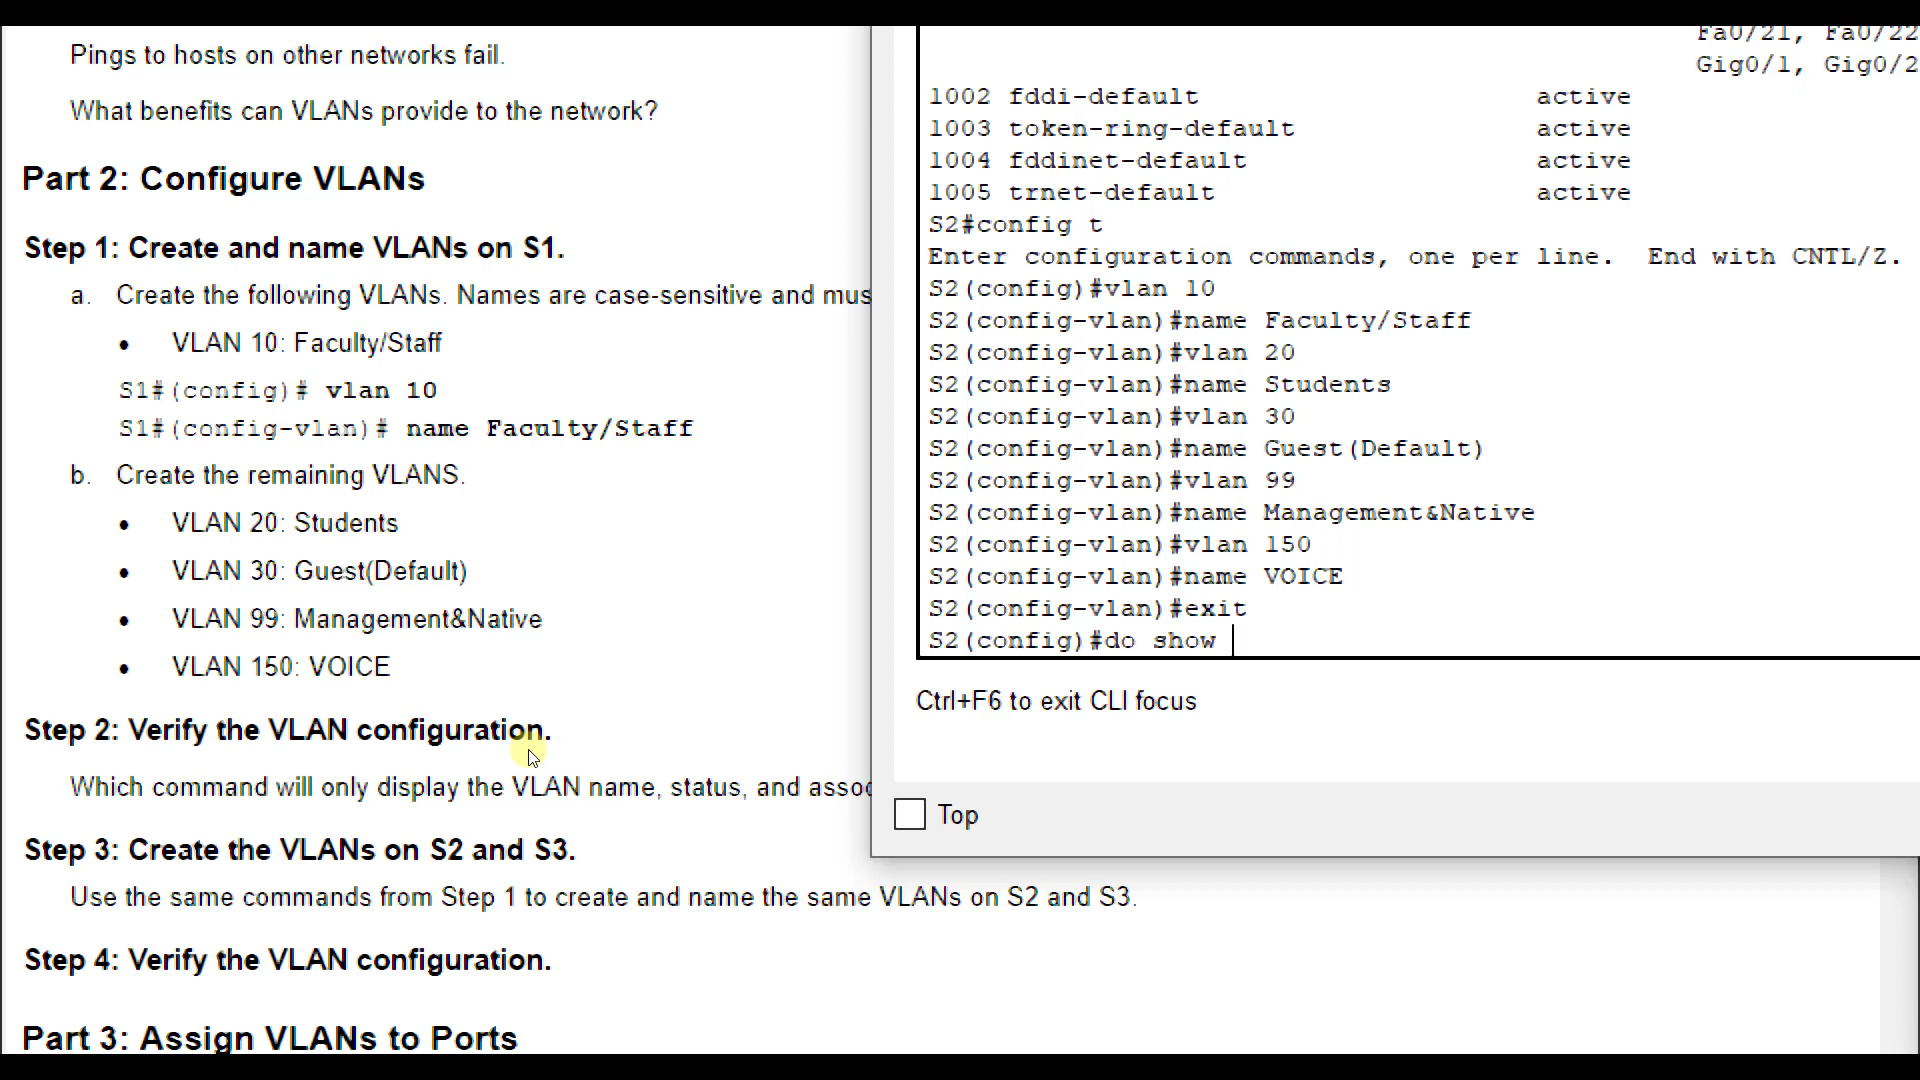 Pings to hosts on other networks fail.
What benefits can VLANs provide to the network?
Part 2: Configure VLANs
Step 1: Create and name VLANs on S1.
a. Create the following VLANs. Names are case-sensitive and mus
• VLAN 10: Faculty/Staff
S1#(config)# vlan 10
S1#(config-vlan)# name Faculty/Staff
b. Create the remaining VLANS.
• VLAN 20: Students
• VLAN 30: Guest(Default)
• VLAN 99: Management&Native
• VLAN 150: VOICE
Step 2: Verify the VLAN configuration.
Which command will only display the VLAN name, status, and assoc
Step 3: Create the VLANs on S2 and S3.
Use the same commands from Step 1 to create and name the same VLANs on S2 and S3.
Step 4: Verify the VLAN configuration.
Part 3: Assign VLANs to Ports
Fa0/21, Fa0/22
Gig0/1, Gig0/2
1002 fddi-default active
1003 token-ring-default active
1004 fddinet-default active
1005 trnet-default active
S2#config t
Enter configuration commands, one per line. End with CNTL/Z.
S2(config)#vlan 10
S2(config-vlan)#name Faculty/Staff
S2(config-vlan)#vlan 20
S2(config-vlan)#name Students
S2(config-vlan)#vlan 30
S2(config-vlan)#name Guest(Default)
S2(config-vlan)#vlan 99
S2(config-vlan)#name Management&Native
S2(config-vlan)#vlan 150
S2(config-vlan)#name VOICE
S2(config-vlan)#exit
S2(config)#do show
Ctrl+F6 to exit CLI focus
Top